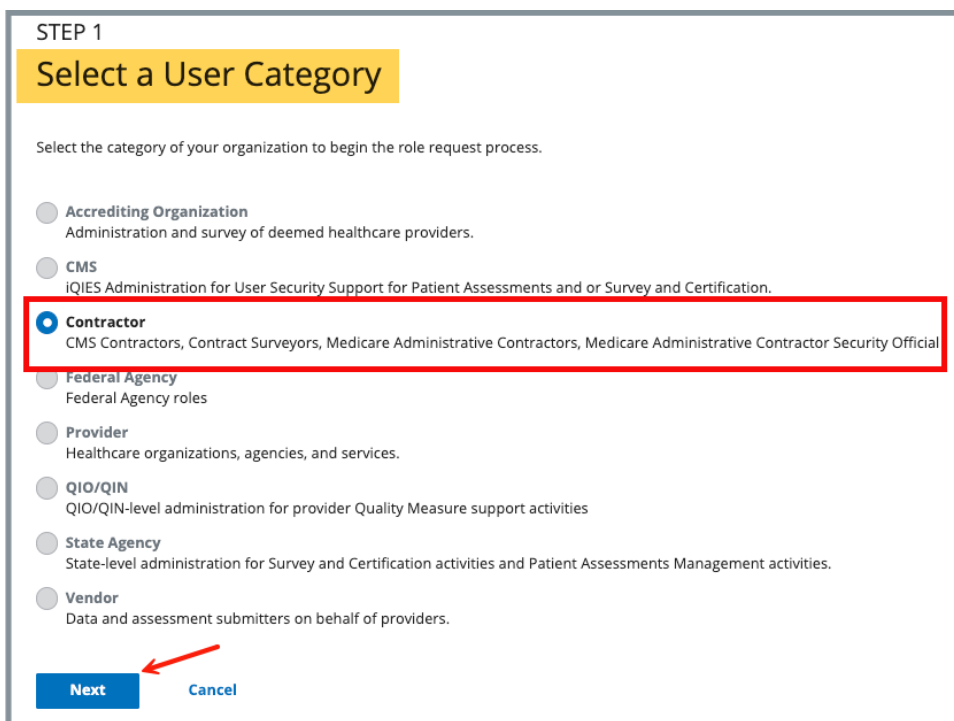 STEP 1
Select a User Category
Select the category of your organization to begin the role request process.
Accrediting Organization
Administration and survey of deemed healthcare providers.
CMS
iQIES Administration for User Security Support for Patient Assessments and or Survey and Certification.
Contractor
CMS Contractors, Contract Surveyors, Medicare Administrative Contractors, Medicare Administrative Contractor Security Official
Federal Agency
Federal Agency roles
Provider
Healthcare organizations, agencies, and services.
QIO/QIN
QIO/QIN-level administration for provider Quality Measure support activities
State Agency
State-level administration for Survey and Certification activities and Patient Assessments Management activities.
Vendor
Data and assessment submitters on behalf of providers.
Next Cancel